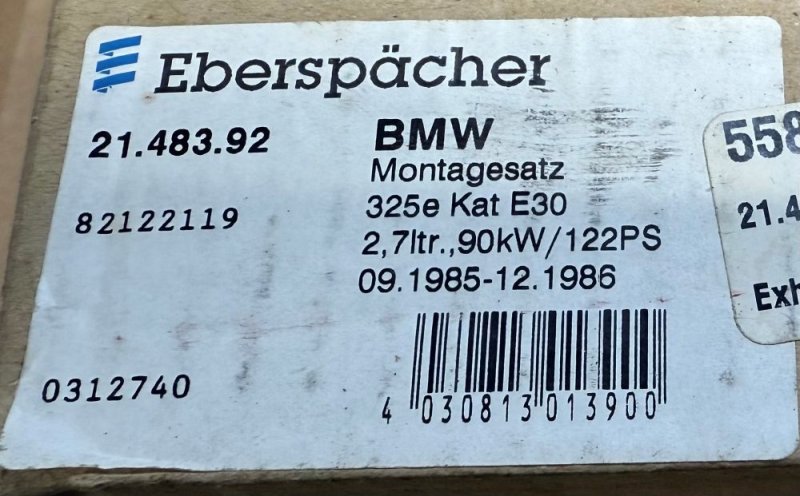 Eberspächer
21.483.92
BMW
Montagesatz
325e Kat E30
2,7ltr.,90kW/122PS
09.1985-12.1986
82122119
0312740
4 030813 013900
558
21.4
Exh